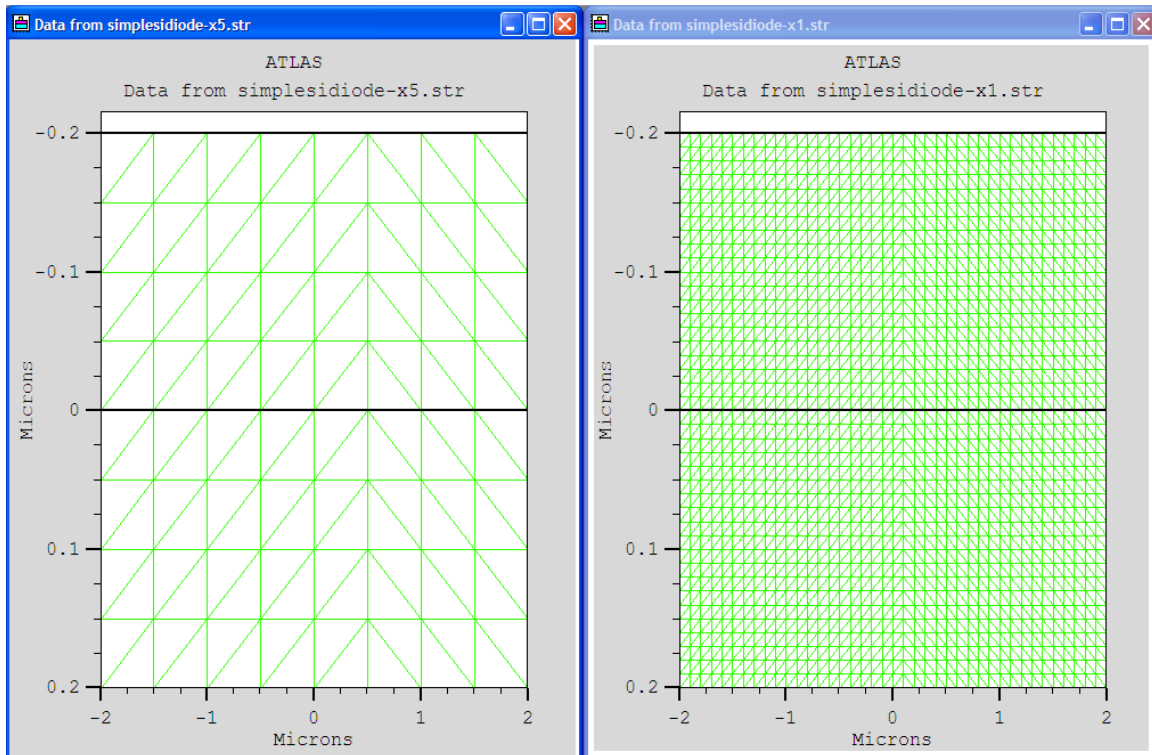 Data from simplesidiode-x5.str
ATLAS
Data from simplesidiode-x5.str
-0.2
-0.1
0
0.1
0.2
Microns
-2
-1
0
1
2
Microns
Data from simplesidiode-x1.str
ATLAS
Data from simplesidiode-x1.str
-0.2
-0.1
0
0.1
0.2
Microns
-2
-1
0
1
2
Microns